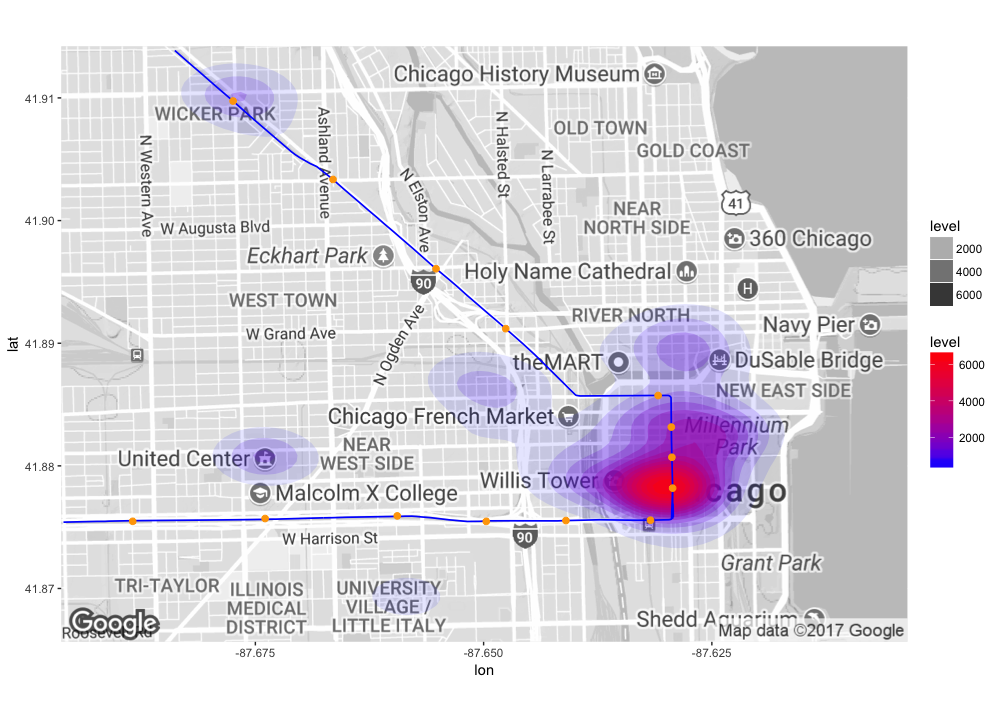 Chicago History Museum
41.91
WICKER PARK
OLD TOWN
GOLD COAST
N Western Ave
Ashland Avenue
N Halsted St
N Larrabee St
N Elston Ave
41
41.90
W Augusta Blvd
NEAR
NORTH SIDE
360 Chicago
Eckhart Park
Holy Name Cathedral
90
H
WEST TOWN
RIVER NORTH
Navy Pier
W Grand Ave
N Ogden Ave
41.89
theMART
DuSable Bridge
NEW EAST SIDE
Chicago French Market
Millennium
Park
NEAR
WEST SIDE
United Center
41.88
Willis Tower
Malcolm X College
cago
W Harrison St
90
Grant Park
41.87
TRI-TAYLOR
ILLINOIS
MEDICAL
DISTRICT
UNIVERSITY
VILLAGE /
LITTLE ITALY
Shedd Aquarium
Google
Map data ©2017 Google
-87.675
-87.650
-87.625
lon
lat
level
2000
4000
6000
level
6000
4000
2000